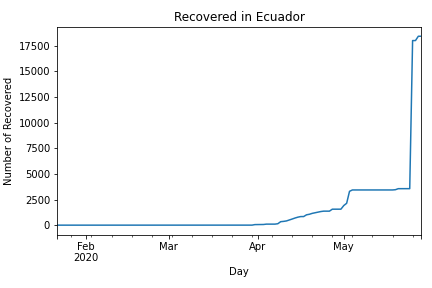 Recovered in Ecuador
Number of Recovered
17500
15000
12500
10000
7500
5000
2500
0
Feb
2020
Mar
Apr
May
Day